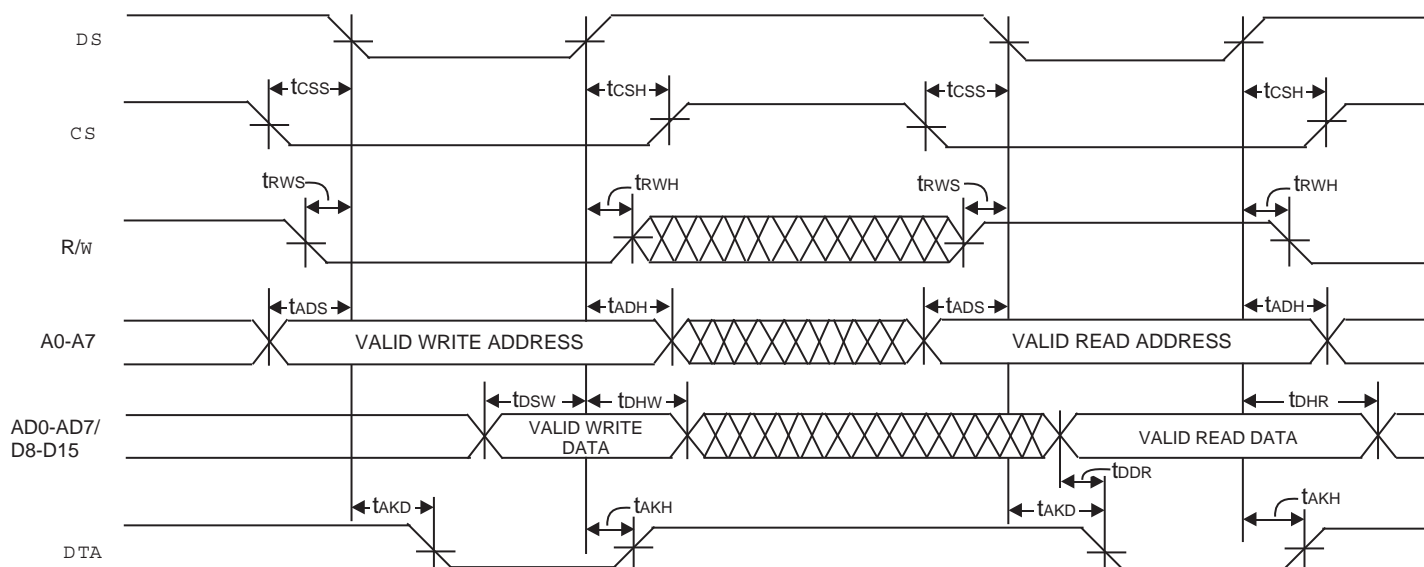 DS
tCSS tCSH tCSS tCSH
CS
tRWS tRWH tRWS tRWH
R/W
tADS tADH tADS tADH
A0-A7 VALID WRITE ADDRESS VALID READ ADDRESS
tDSW tDHW tDHR
AD0-AD7/
D8-D15
VALID WRITE
DATA
VALID READ DATA
tDDR
tAKD tAKH tAKD tAKH
DTA